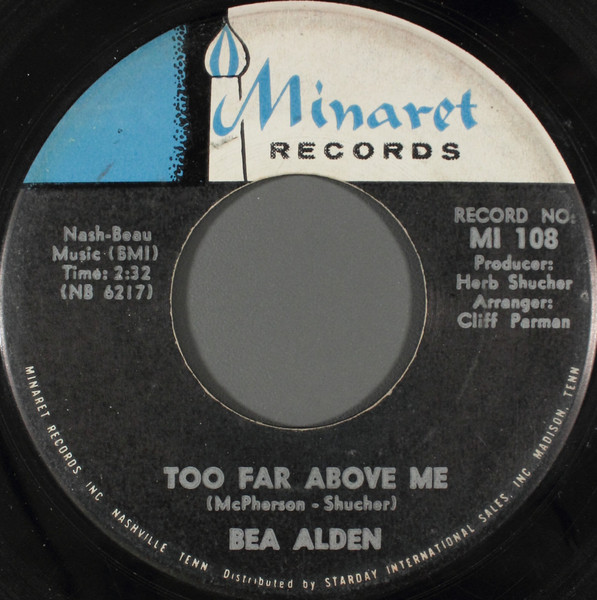 Minaret
RECORDS
Nash-Beau
Music (BMI)
Time: 2:32
(NB 6217)
RECORD NO:
MI 108
Producer:
Herb Shucher
Arranger:
Cliff Parman
TOO FAR ABOVE ME
(McPherson - Shucher)
BEA ALDEN
MINARET RECORDS INC. NASHVILLE TENN Distributed by STARDAY INTERNATIONAL SALES, INC. MADISON, TENN